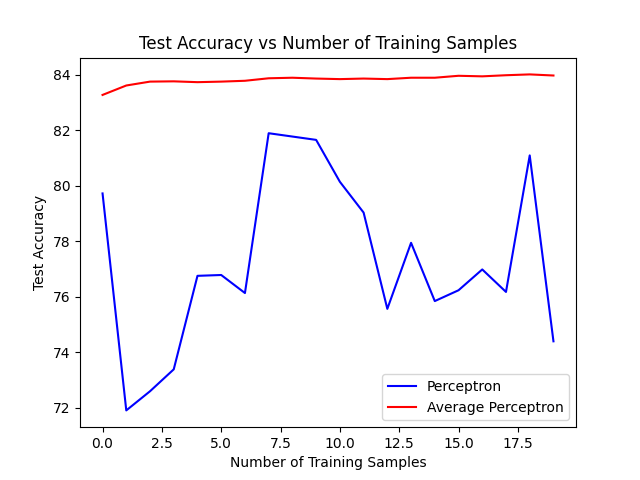 Test Accuracy vs Number of Training Samples
Test Accuracy
84
82
80
78
76
74
72
0.0 2.5 5.0 7.5 10.0 12.5 15.0 17.5
Number of Training Samples
Perceptron
Average Perceptron